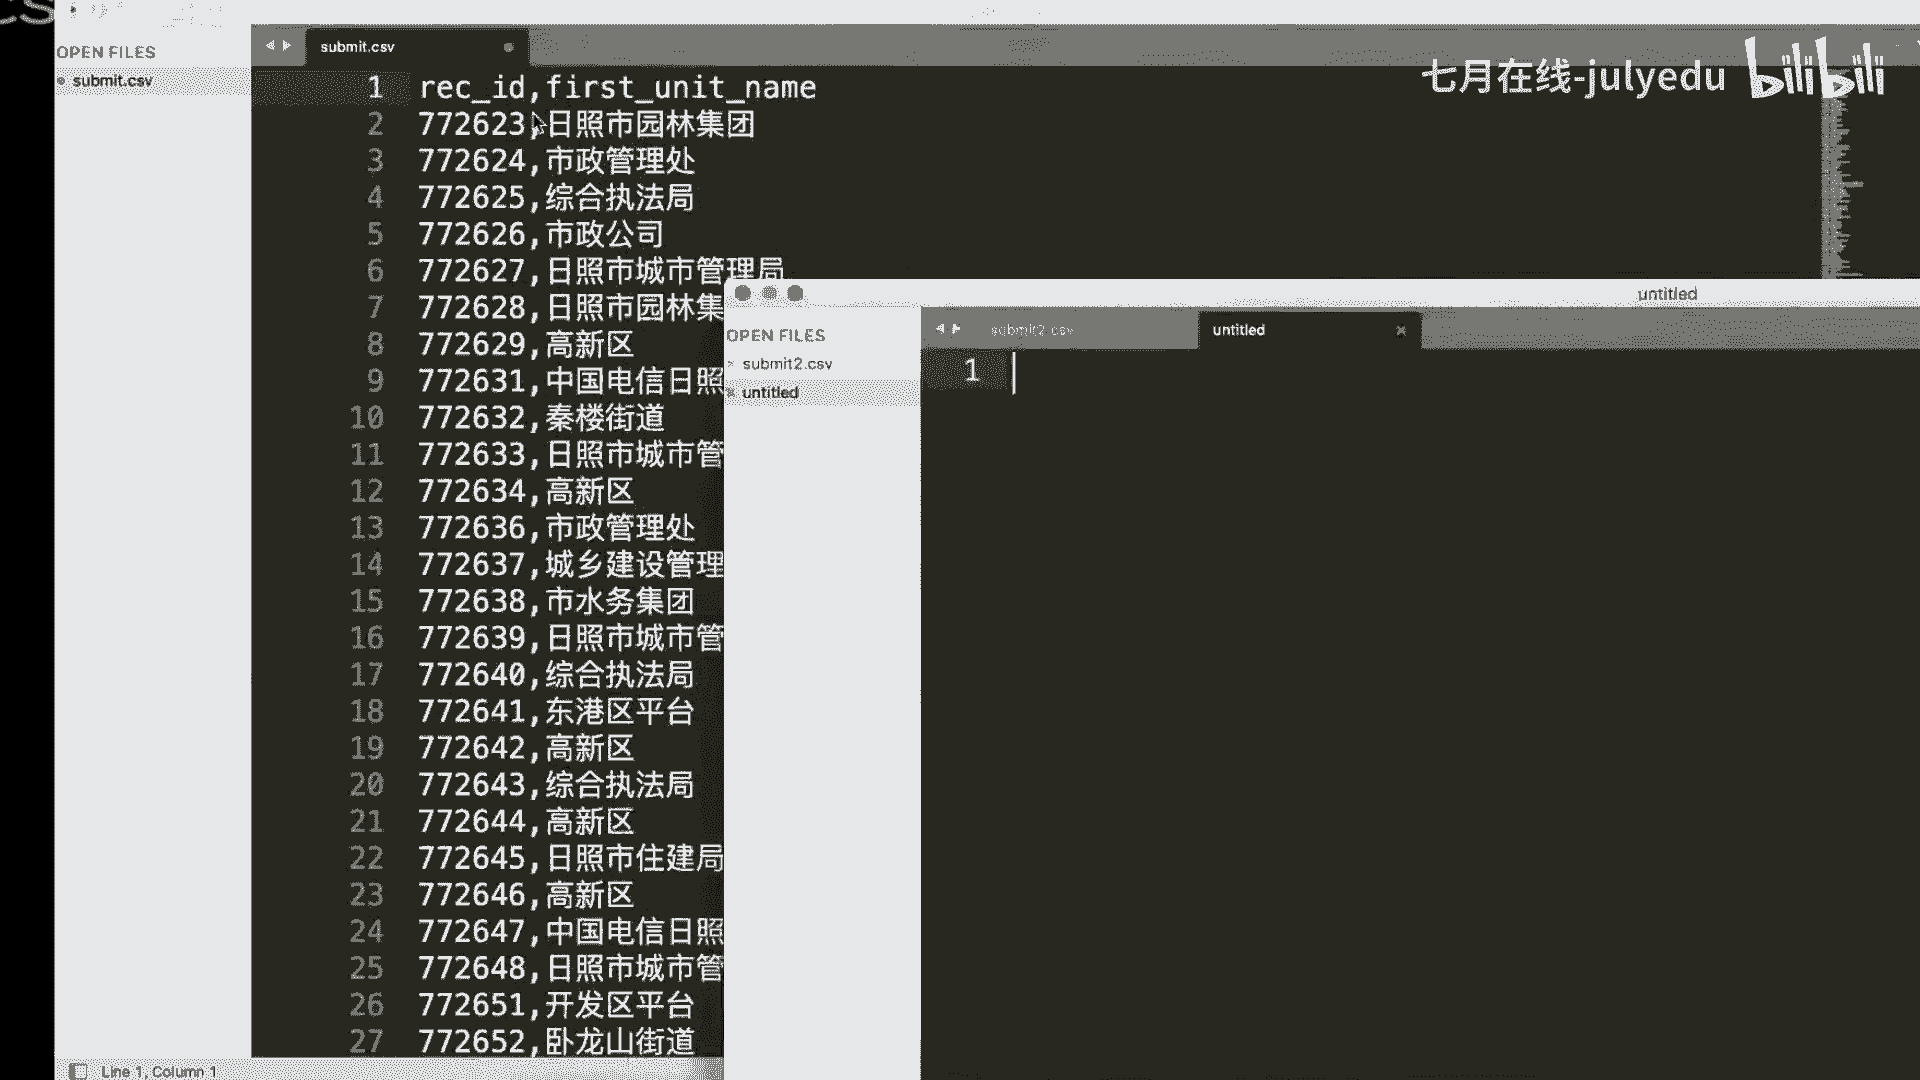 OPEN FILES
submit.csv
submit.csv
七月在线-julyedu bilibili
1 rec_id,first_unit_name
2 772623,日照市园林集团
3 772624,市政管理处
4 772625,综合执法局
5 772626,市政公司
6 772627,日照市城市管理局
7 772628,日照市园林集
8 772629,高新区
9 772631,中国电信日照
10 772632,秦楼街道
11 772633,日照市城市管
12 772634,高新区
13 772636,市政管理处
14 772637,城乡建设管理
15 772638,市水务集团
16 772639,日照市城市管
17 772640,综合执法局
18 772641,东港区平台
19 772642,高新区
20 772643,综合执法局
21 772644,高新区
22 772645,日照市住建局
23 772646,高新区
24 772647,中国电信日照
25 772648,日照市城市管
26 772651,开发区平台
27 772652,卧龙山街道
Line 1, Column 1
untitled
OPEN FILES
submit2.csv
untitled
submit2.csv
untitled
1